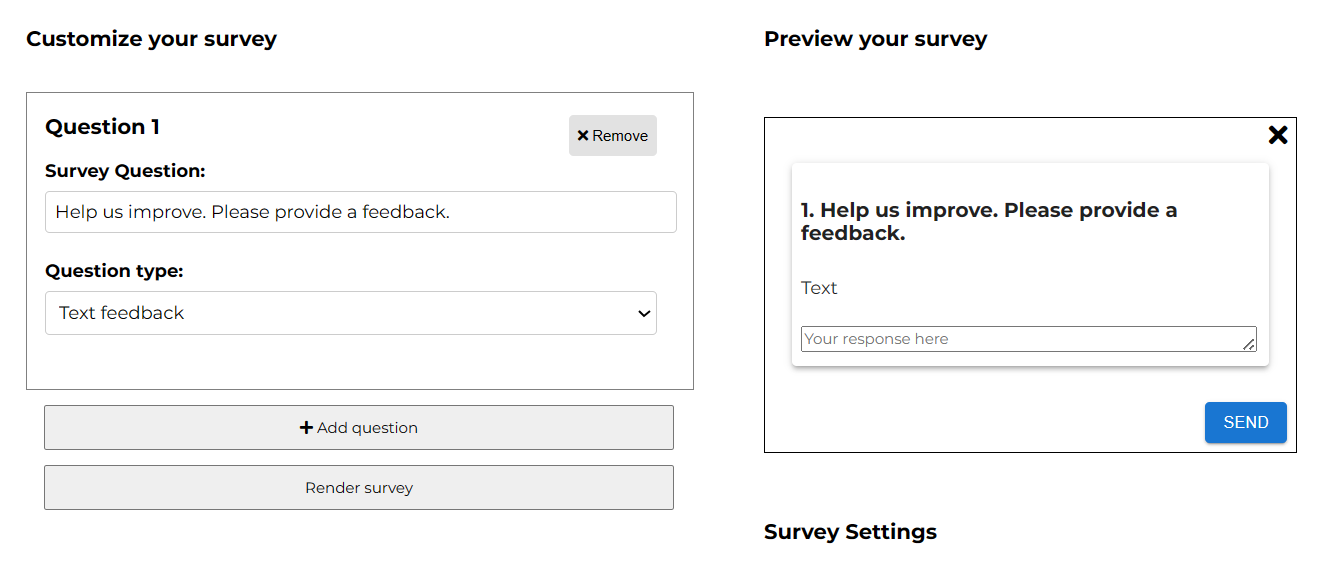 Customize your survey
Question 1
Remove
Survey Question:
Help us improve. Please provide a feedback.
Question type:
Text feedback
Add question
Render survey
Preview your survey
1. Help us improve. Please provide a
feedback.
Text
Your response here
SEND
Survey Settings